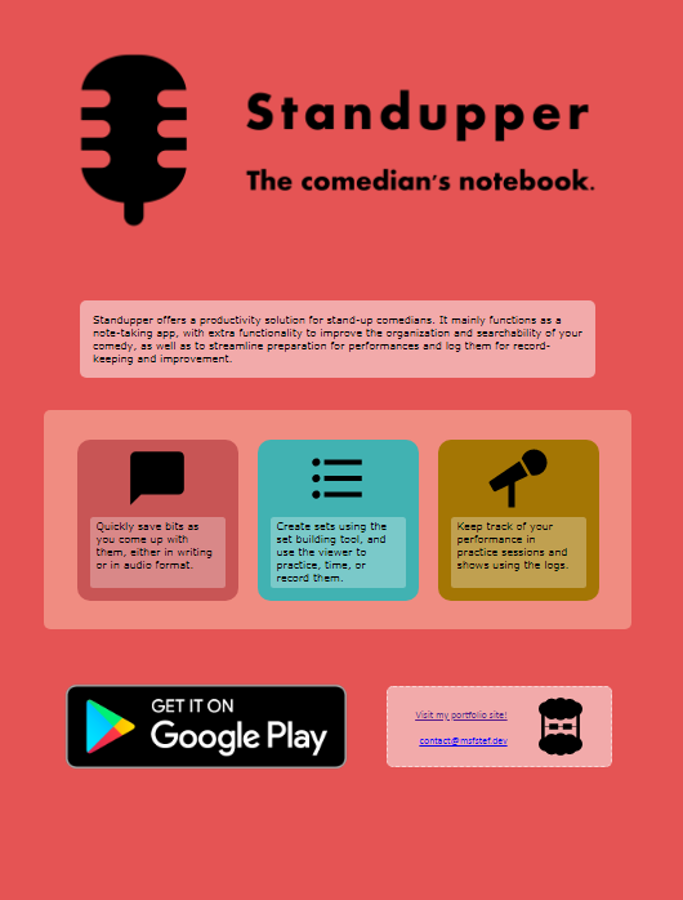 Standupper
The comedian's notebook.
Standupper offers a productivity solution for stand-up comedians. It mainly functions as a
note-taking app, with extra functionality to improve the organization and searchability of your
comedy, as well as to streamline preparation for performances and log them for record-
keeping and improvement.
Quickly save bits as
you come up with
them, either in writing
or in audio format.
Create sets using the
set building tool, and
use the viewer to
practice, time, or
record them.
Keep track of your
performance in
practice sessions and
shows using the logs.
GET IT ON
Google Play
Visit my portfolio site!
contact@msfstef.dev